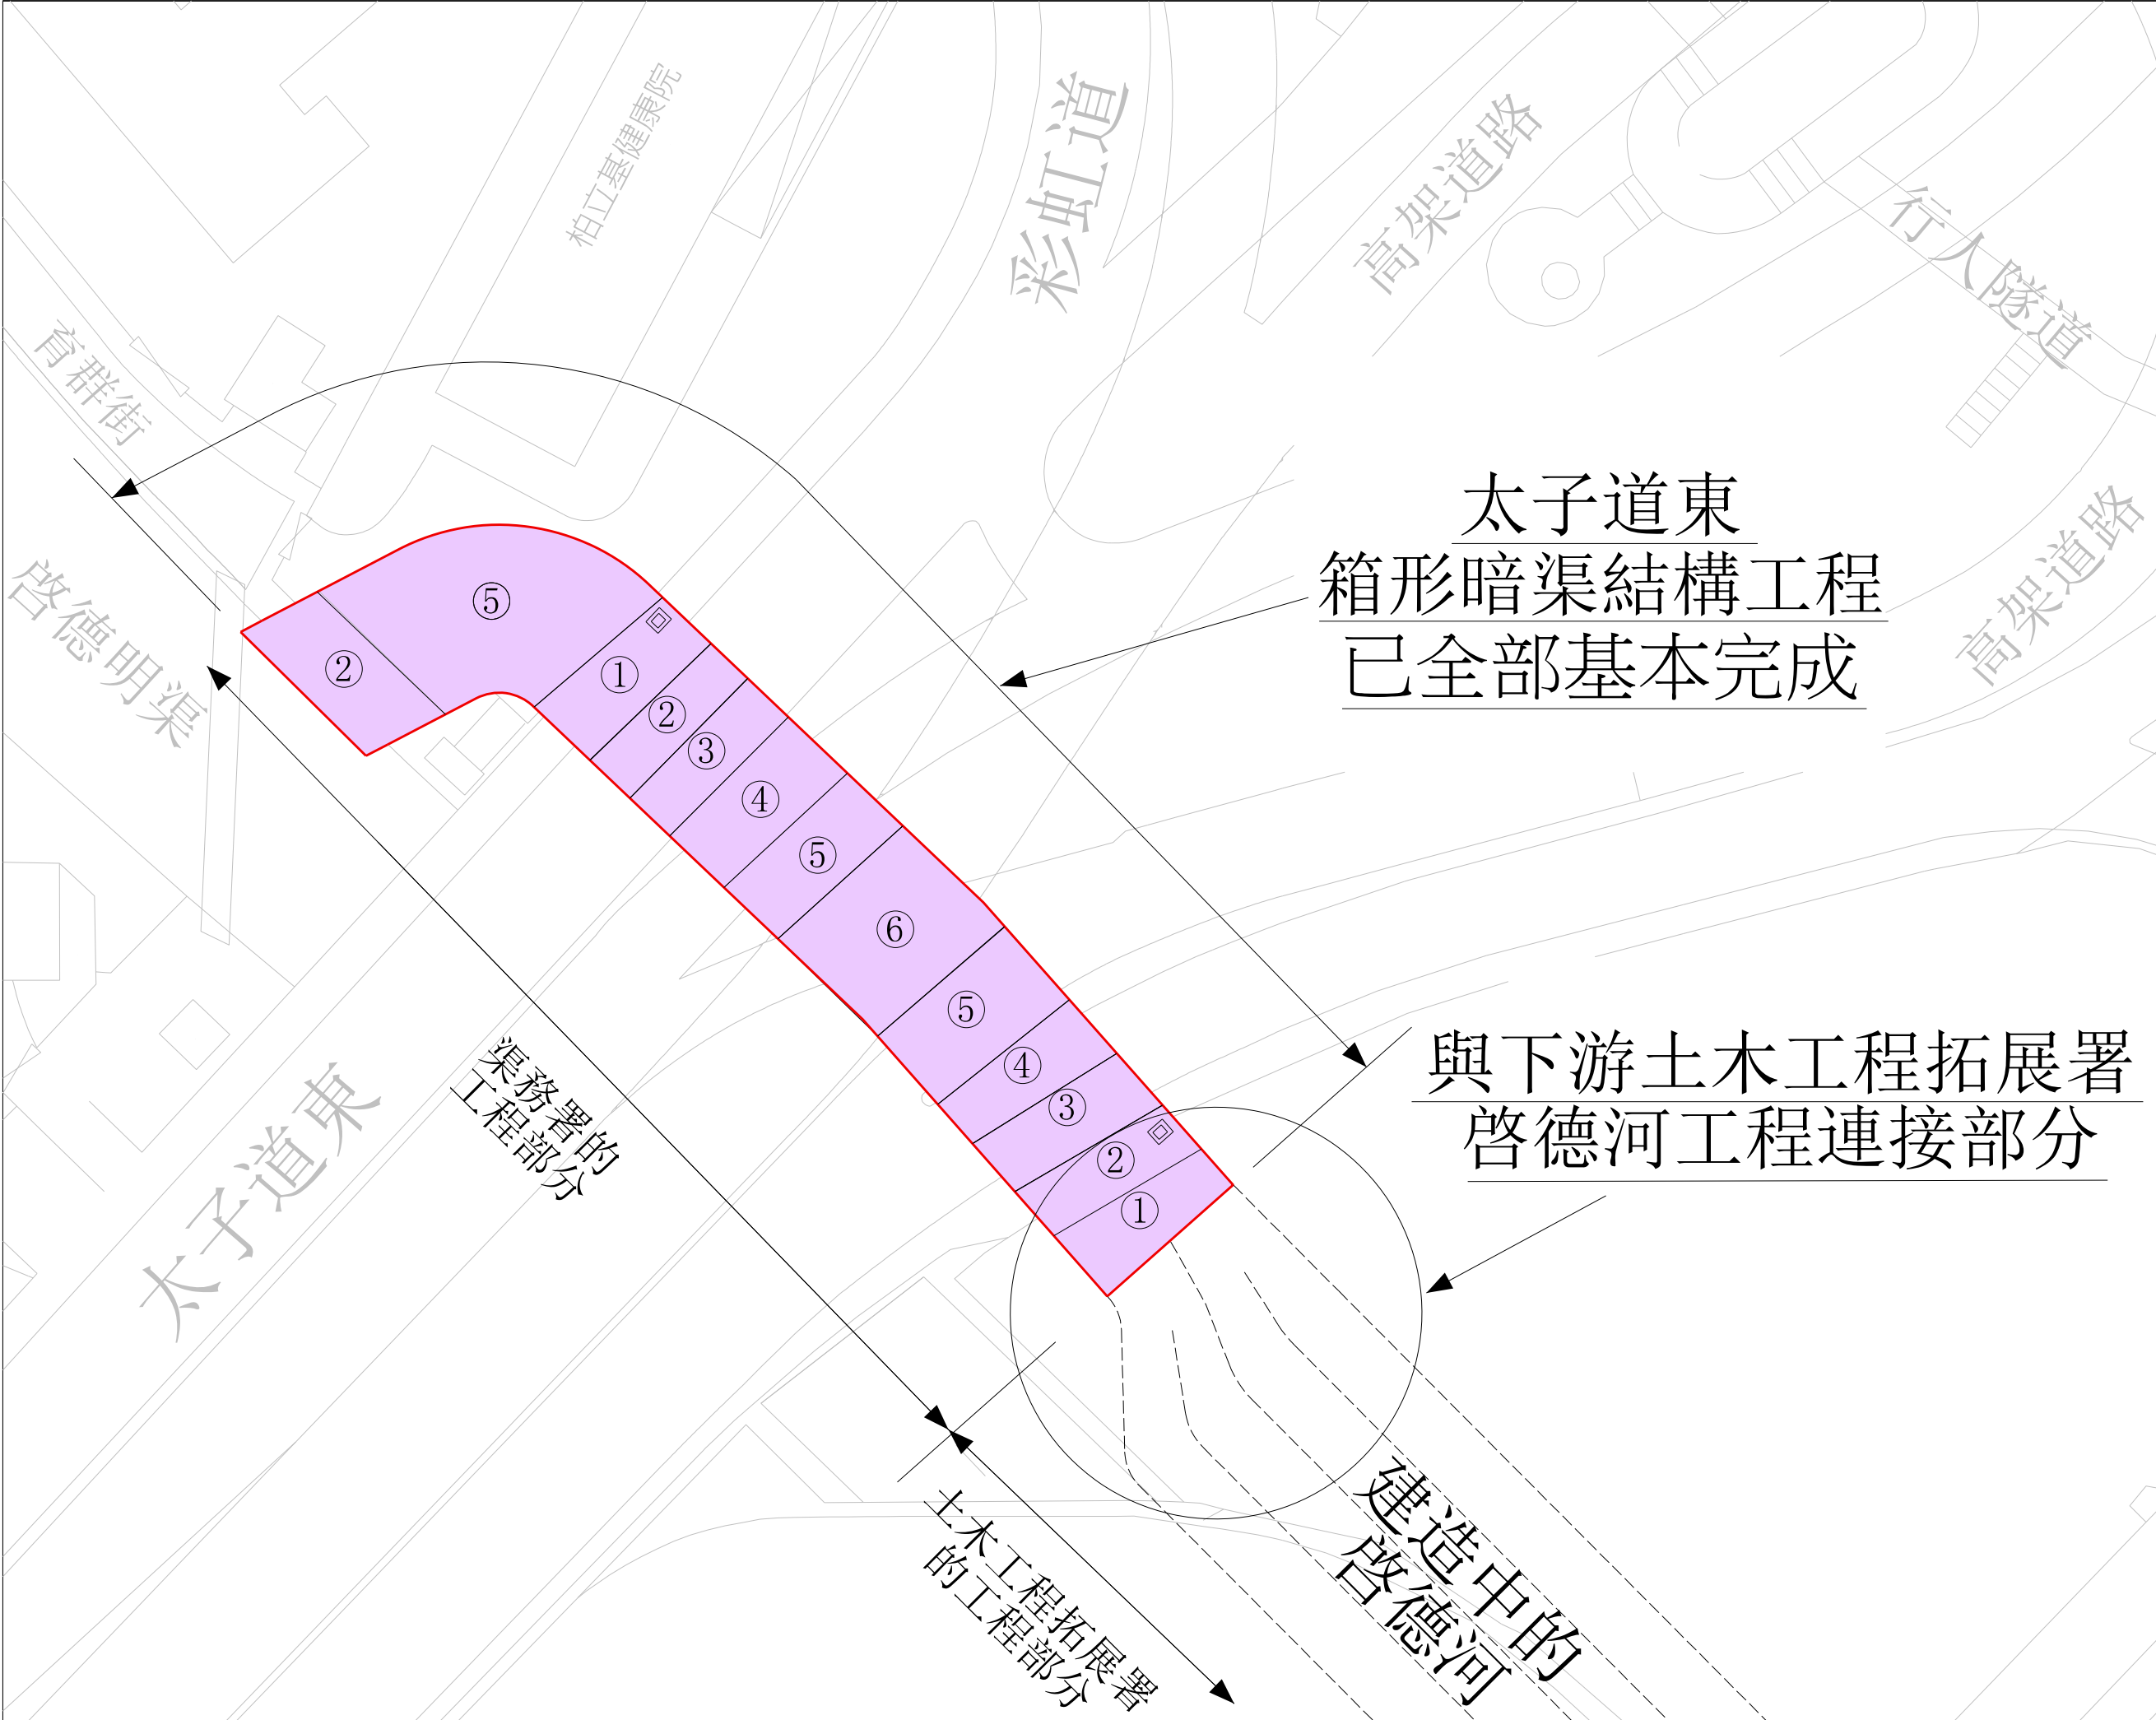 柏立基健康院
彩虹道
高架道路
行人隧道
育群街
太子道東
箱形暗渠結構工程
已全部基本完成
高架道路
啓德明渠
⑤
②
①
②
③
④
⑤
⑥
⑤
④
③
②
①
與下游土木工程拓展署
啓德河工程連接部分
渠務署的
工程部分
太子道東
土木工程拓展署
的工程部分
建造中的
啓德河